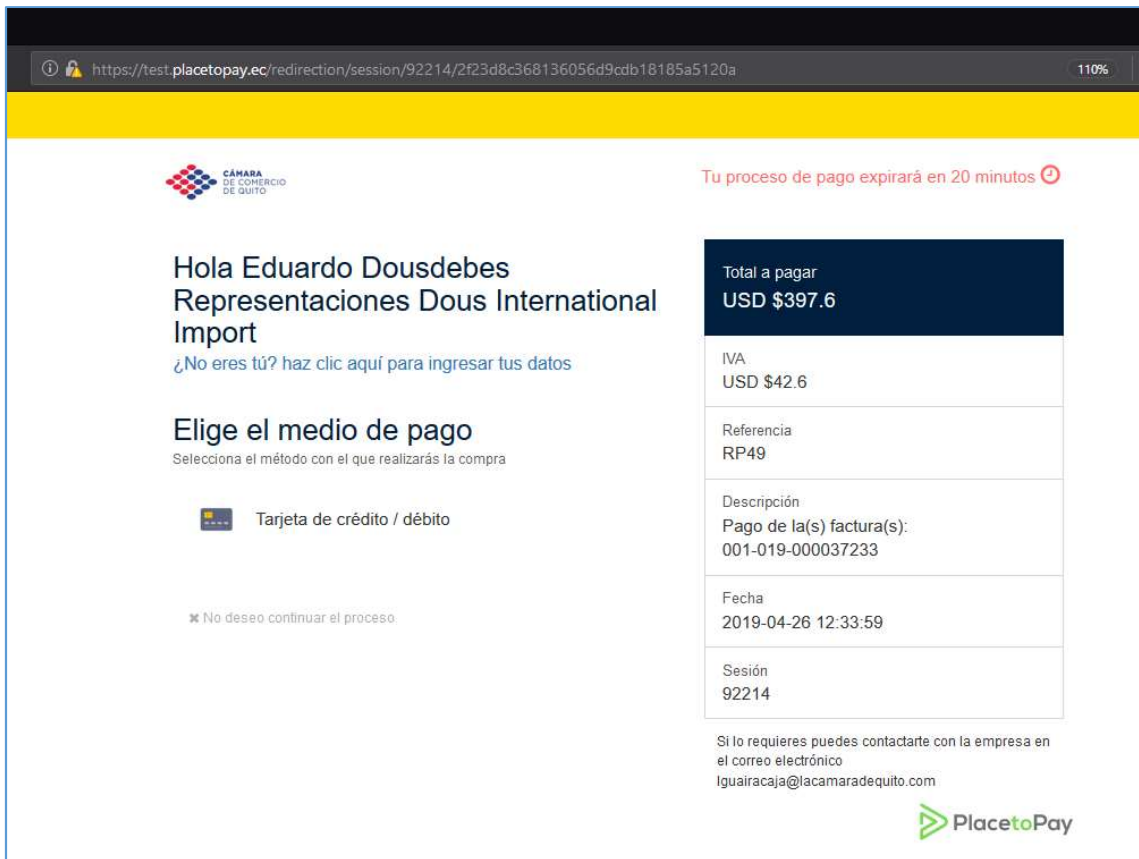 https://test.placetopay.ec/redirection/session/92214/2f23d8c368136056d9cdb18185a5120a
110%
CÁMARA
DE COMERCIO
DE QUITO
Tu proceso de pago expirará en 20 minutos
Hola Eduardo Dousdebes
Representaciones Dous International
Import
¿No eres tú? haz clic aquí para ingresar tus datos
Elige el medio de pago
Selecciona el método con el que realizarás la compra
Tarjeta de crédito / débito
✖ No deseo continuar el proceso
Total a pagar
USD $397.6
IVA
USD $42.6
Referencia
RP49
Descripción
Pago de la(s) factura(s):
001-019-000037233
Fecha
2019-04-26 12:33:59
Sesión
92214
Si lo requieres puedes contactarte con la empresa en
el correo electrónico
lguairacaja@lacamaradequito.com
PlacetoPay